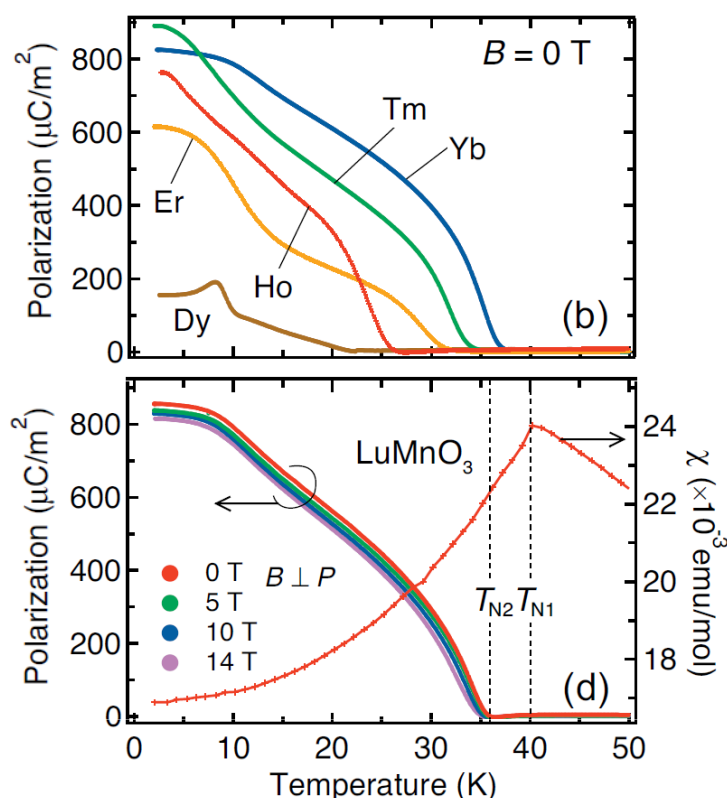 Polarization (μC/m²)
800
600
400
200
0
B = 0 T
Tm
Yb
Er
Ho
Dy
(b)
Polarization (μC/m²)
800
600
400
200
0
LuMnO₃
0 T
5 T
10 T
14 T
B ⊥ P
T_N2 T_N1
(d)
24
22
20
18
χ (×10⁻³ emu/mol)
0 10 20 30 40 50
Temperature (K)